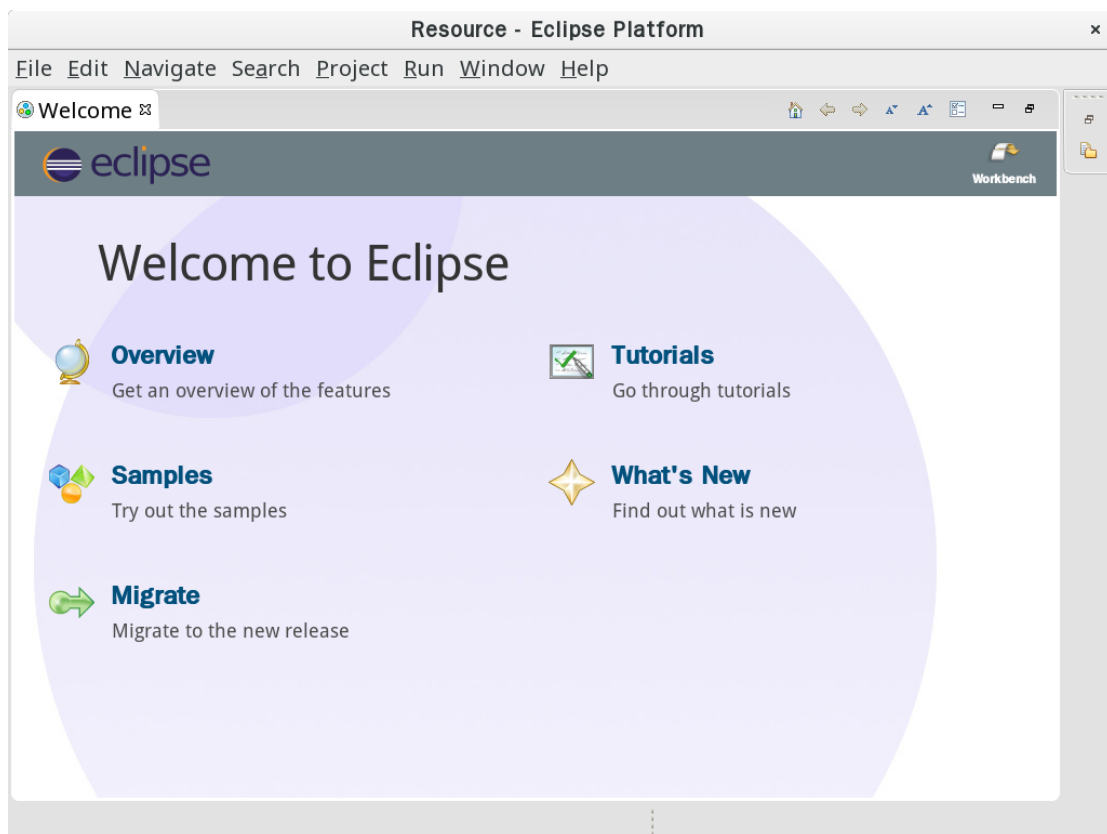 Resource - Eclipse Platform
File Edit Navigate Search Project Run Window Help
Welcome
eclipse
Workbench
Welcome to Eclipse
Overview
Get an overview of the features
Tutorials
Go through tutorials
Samples
Try out the samples
What's New
Find out what is new
Migrate
Migrate to the new release